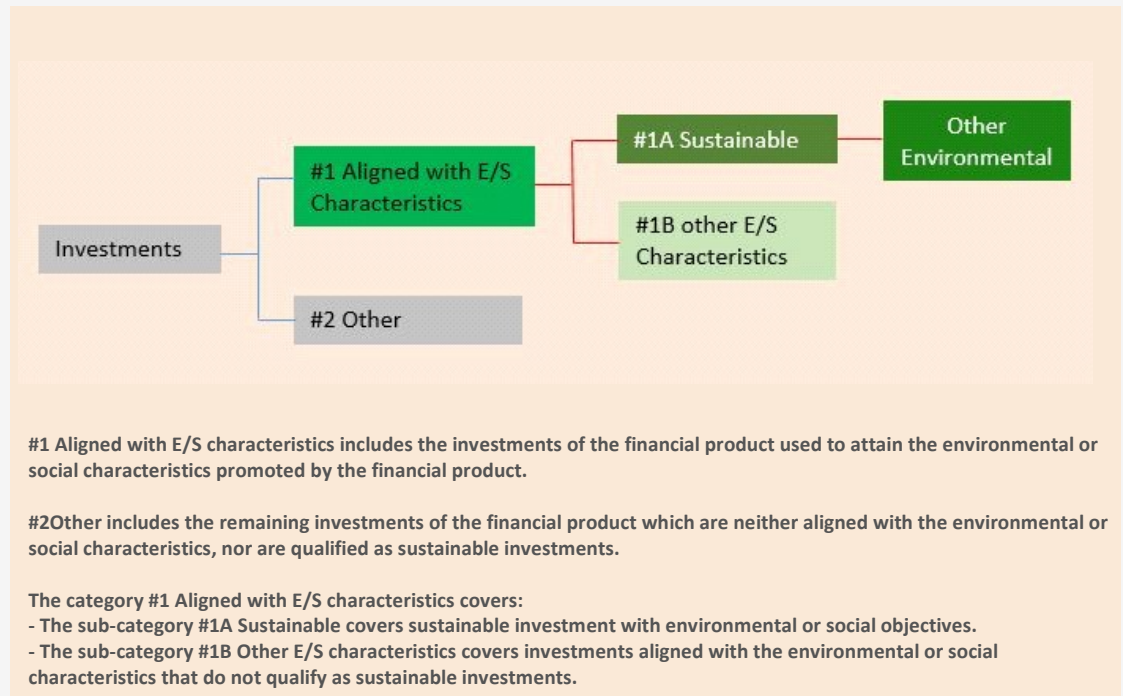 Investments
#1 Aligned with E/S
Characteristics
#2 Other
#1A Sustainable
#1B other E/S
Characteristics
Other
Environmental
#1 Aligned with E/S characteristics includes the investments of the financial product used to attain the environmental or
social characteristics promoted by the financial product.
#2Other includes the remaining investments of the financial product which are neither aligned with the environmental or
social characteristics, nor are qualified as sustainable investments.
The category #1 Aligned with E/S characteristics covers:
- The sub-category #1A Sustainable covers sustainable investment with environmental or social objectives.
- The sub-category #1B Other E/S characteristics covers investments aligned with the environmental or social
characteristics that do not qualify as sustainable investments.